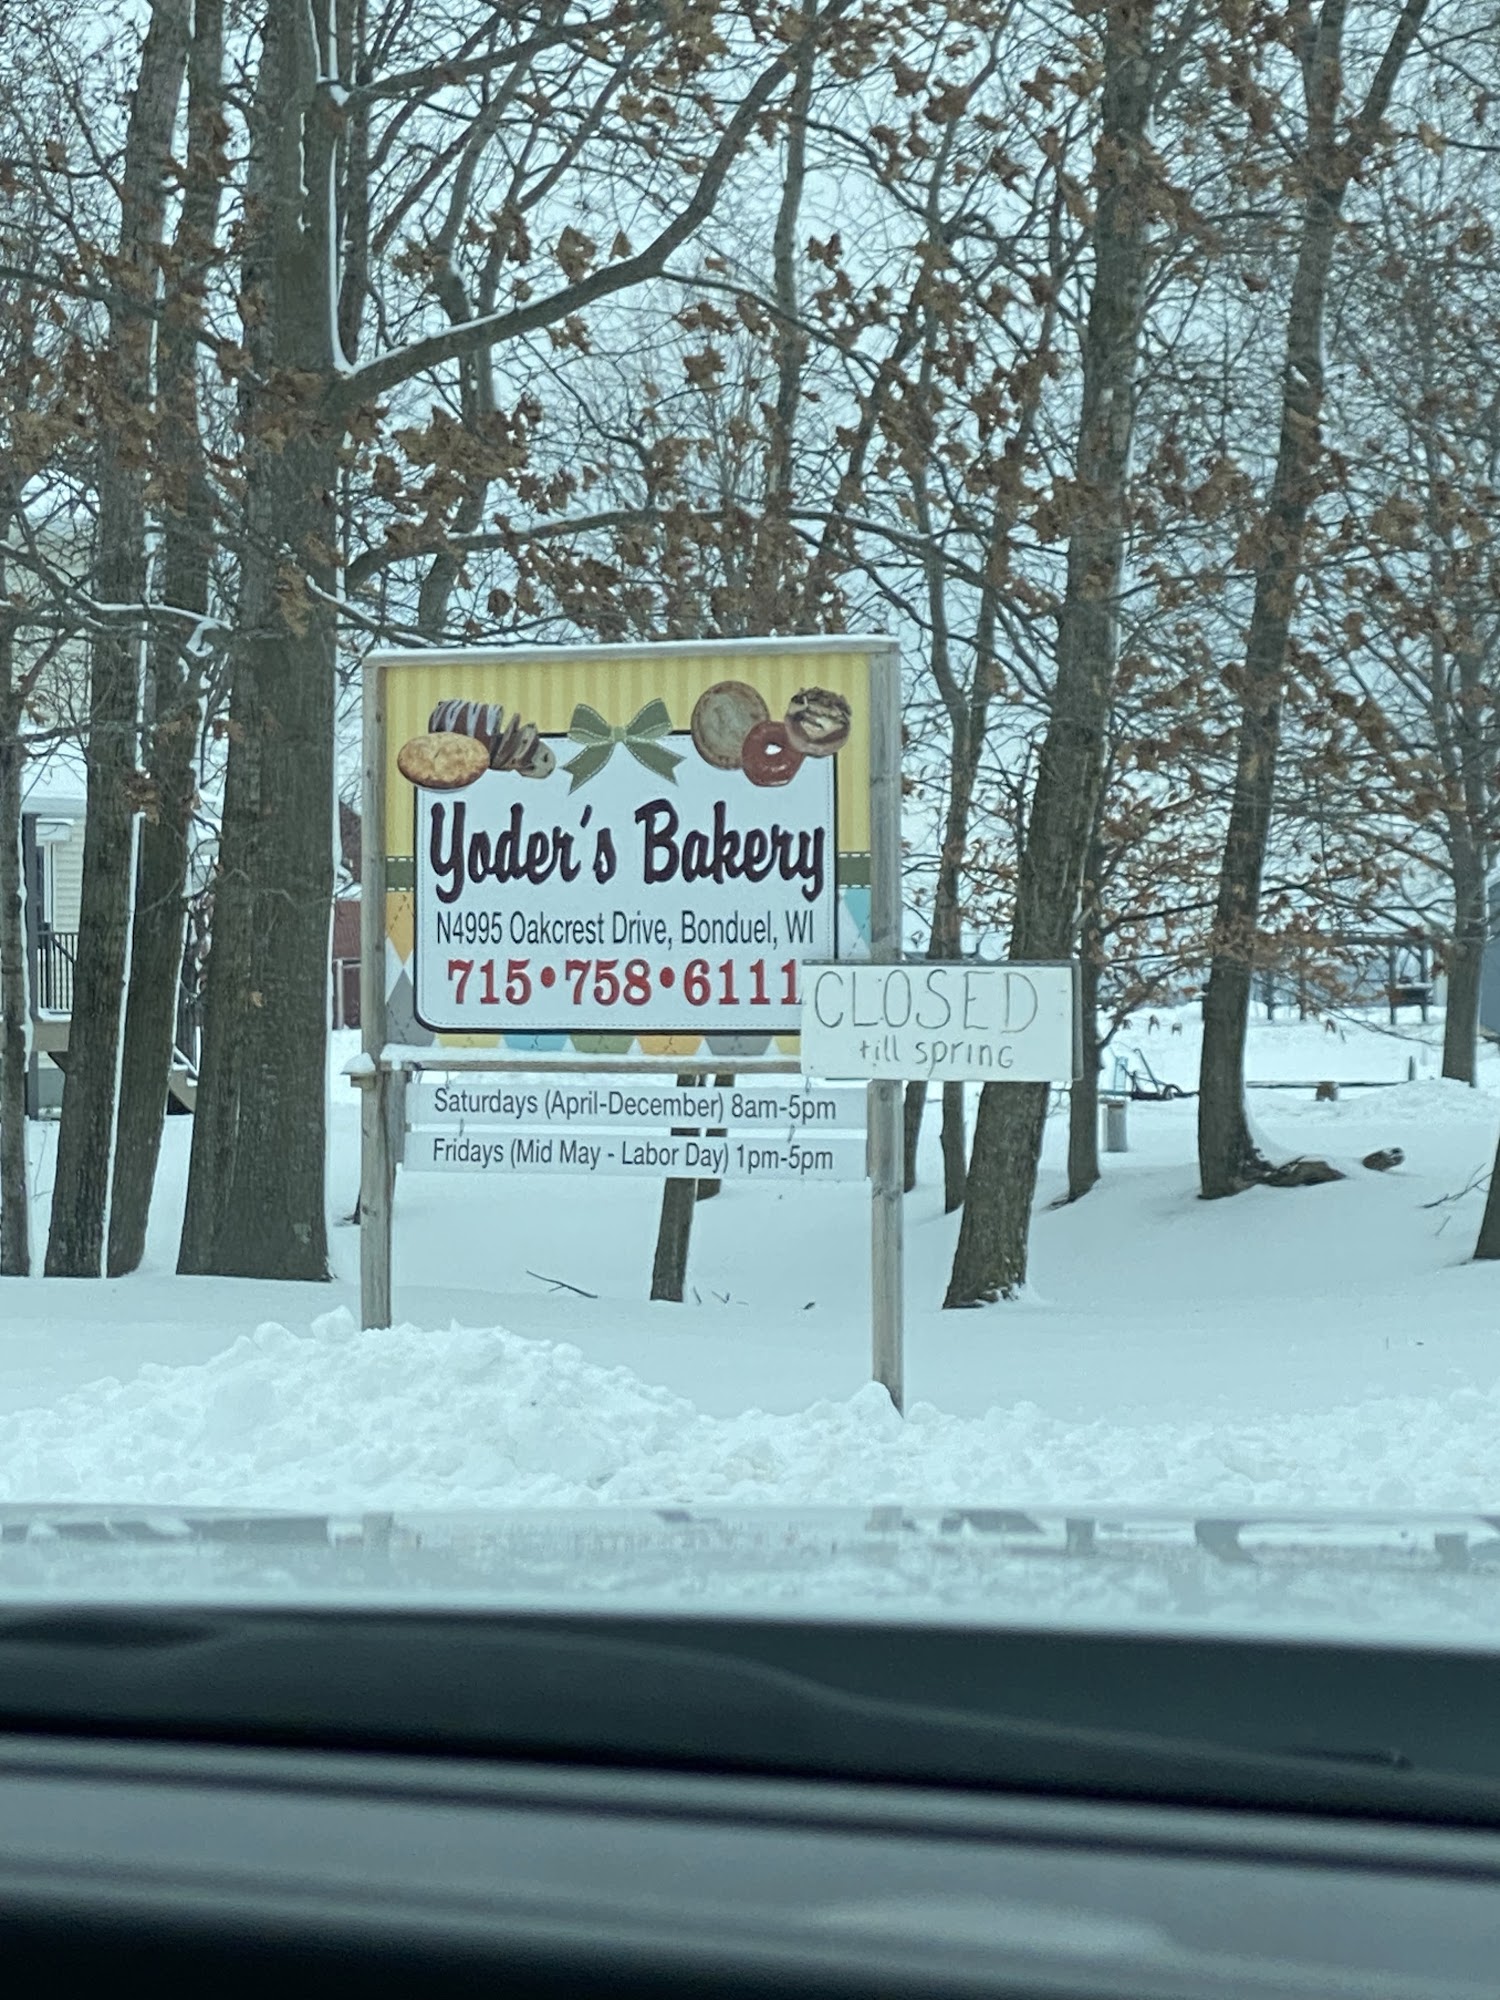 Yoder's Bakery
N4995 Oakcrest Drive, Bonduel, WI
715•758•6111
CLOSED
till spring
Saturdays (April-December) 8am-5pm
Fridays (Mid May - Labor Day) 1pm-5pm